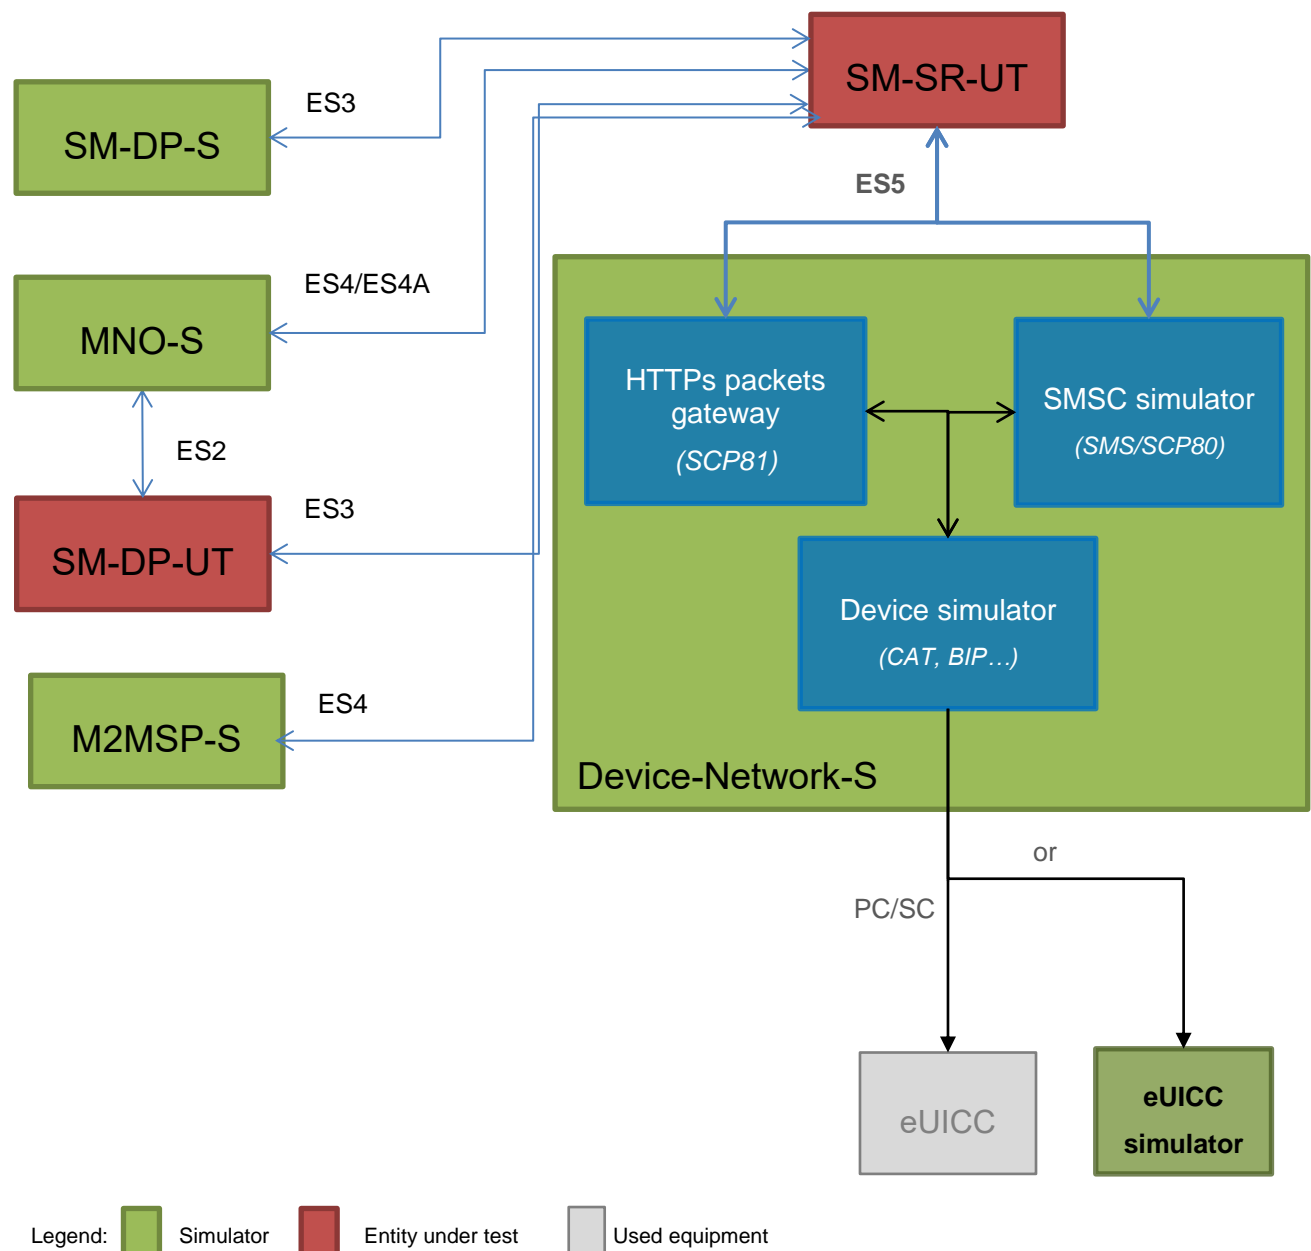 SM-SR-UT
ES3
SM-DP-S
ES5
ES4/ES4A
MNO-S
HTTPs packets
gateway
(SCP81)
SMSC simulator
(SMS/SCP80)
ES2
ES3
SM-DP-UT
Device simulator
(CAT, BIP…)
ES4
M2MSP-S
Device-Network-S
or
PC/SC
eUICC
eUICC
simulator
Legend: Simulator Entity under test Used equipment